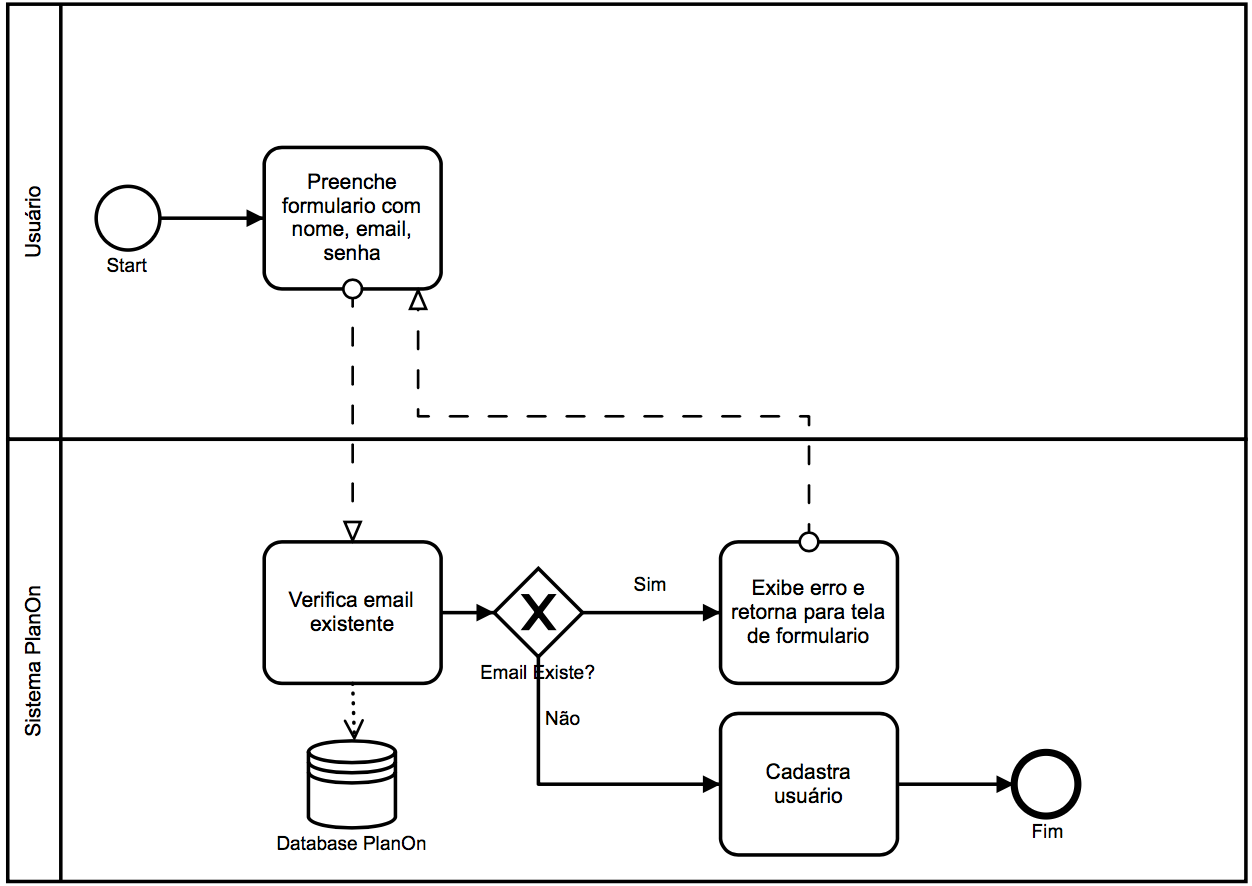 Usuário
Start
Preenche
formulario com
nome, email,
senha
Sistema PlanOn
Verifica email
existente
Email Existe?
Sim
Exibe erro e
retorna para tela
de formulario
Não
Cadastra
usuário
Fim
Database PlanOn